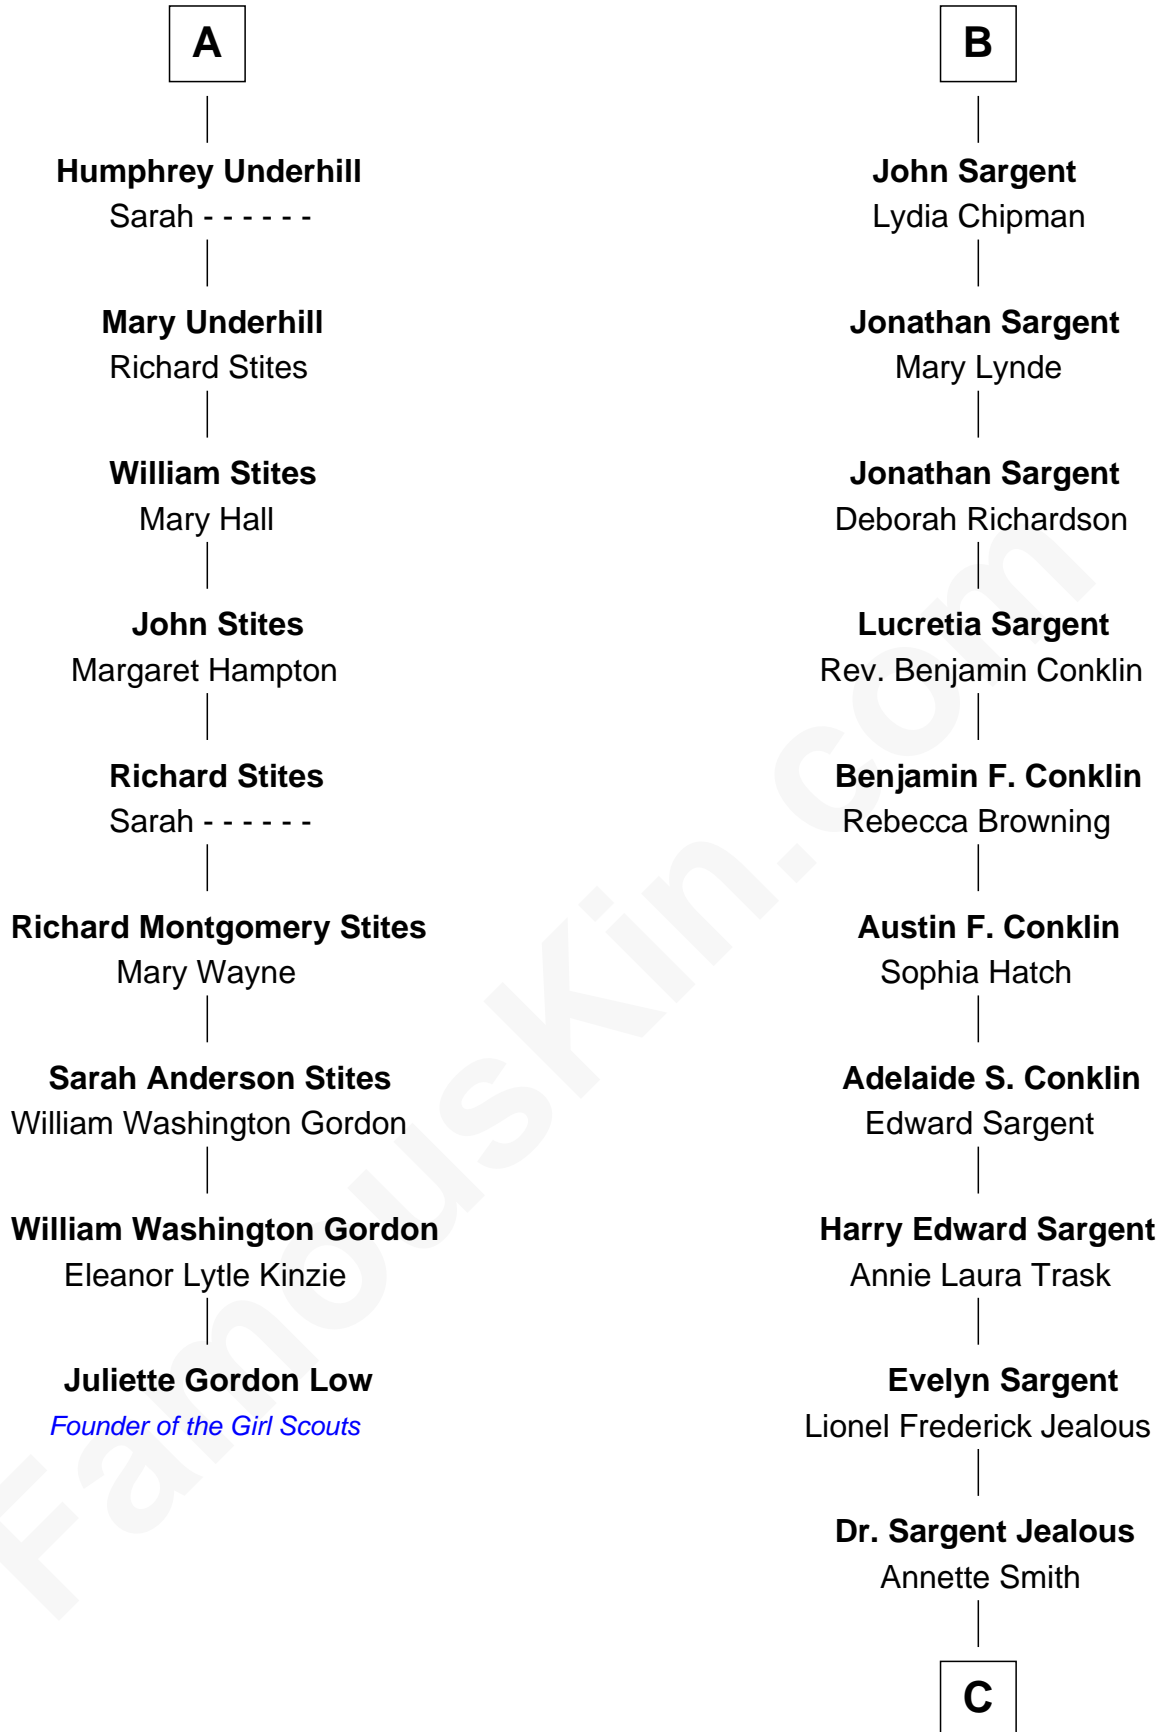 A
Humphrey Underhill
Sarah - - - - - -
Mary Underhill
Richard Stites
William Stites
Mary Hall
John Stites
Margaret Hampton
Richard Stites
Sarah - - - - - -
Richard Montgomery Stites
Mary Wayne
Sarah Anderson Stites
William Washington Gordon
William Washington Gordon
Eleanor Lytle Kinzie
Juliette Gordon Low
Founder of the Girl Scouts
B
John Sargent
Lydia Chipman
Jonathan Sargent
Mary Lynde
Jonathan Sargent
Deborah Richardson
Lucretia Sargent
Rev. Benjamin Conklin
Benjamin F. Conklin
Rebecca Browning
Austin F. Conklin
Sophia Hatch
Adelaide S. Conklin
Edward Sargent
Harry Edward Sargent
Annie Laura Trask
Evelyn Sargent
Lionel Frederick Jealous
Dr. Sargent Jealous
Annette Smith
C
FamousKin.com